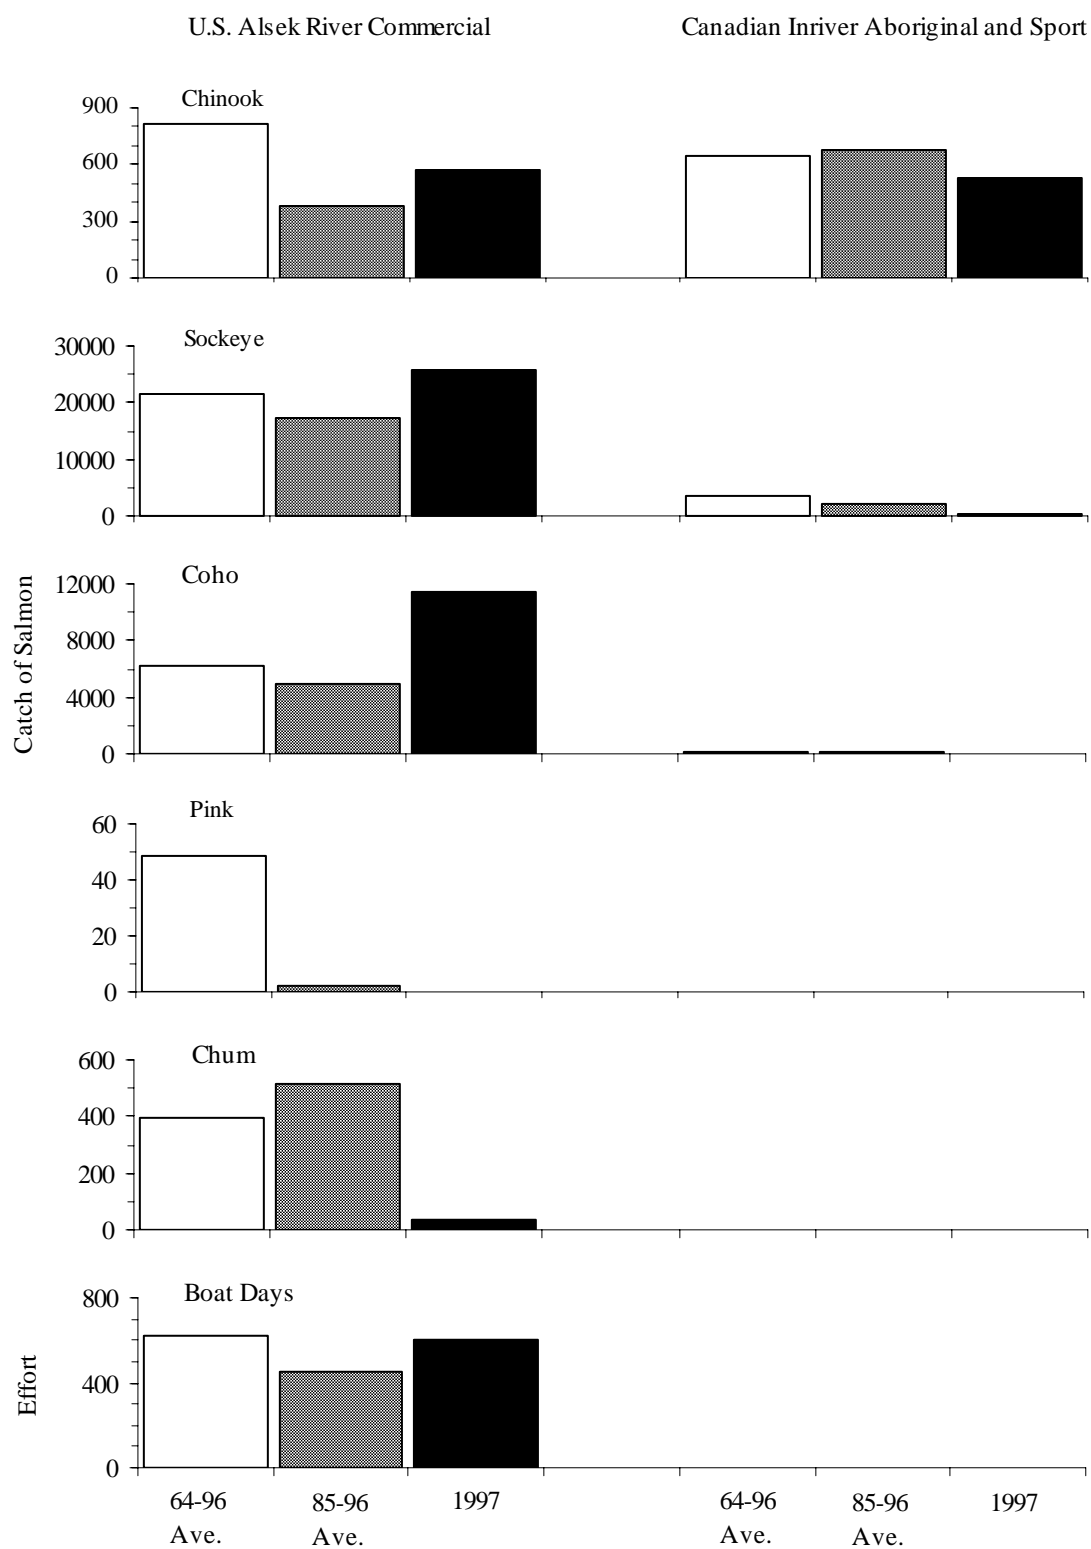 U.S. Alsek River Commercial
Canadian Inriver Aboriginal and Sport
Chinook
900
600
300
0
Sockeye
30000
20000
10000
0
Coho
12000
8000
4000
0
Catch of Salmon
Pink
60
40
20
0
Chum
600
400
200
0
Boat Days
800
400
0
Effort
64-96 Ave.
85-96 Ave.
1997
64-96 Ave.
85-96 Ave.
1997